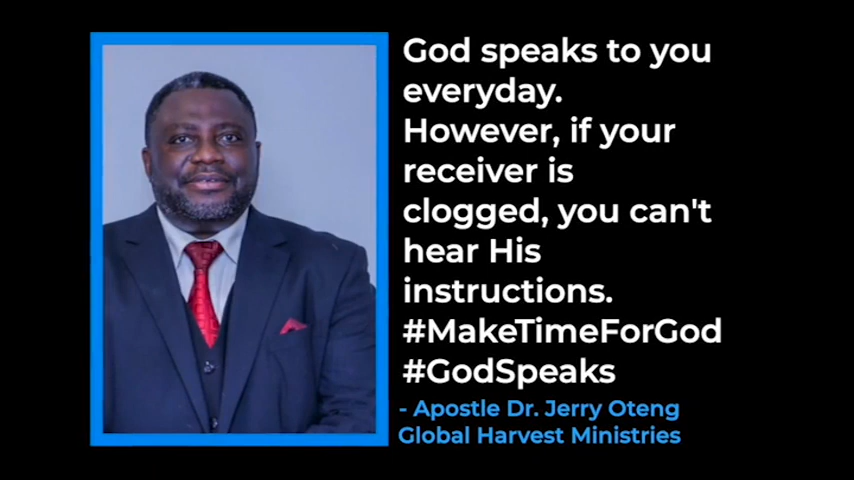 God speaks to you
everyday.
However, if your
receiver is
clogged, you can't
hear His
instructions.
#MakeTimeForGod
#GodSpeaks
- Apostle Dr. Jerry Oteng
Global Harvest Ministries